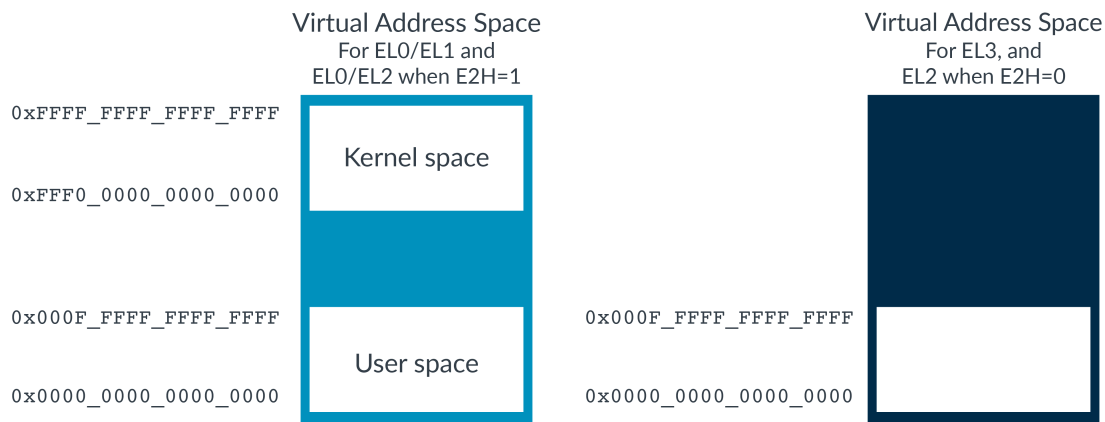 Virtual Address Space
For EL0/EL1 and
EL0/EL2 when E2H=1
0xFFFF_FFFF_FFFF_FFFF
Kernel space
0xFFF0_0000_0000_0000
0x000F_FFFF_FFFF_FFFF
User space
0x0000_0000_0000_0000
Virtual Address Space
For EL3, and
EL2 when E2H=0
0x000F_FFFF_FFFF_FFFF
0x0000_0000_0000_0000